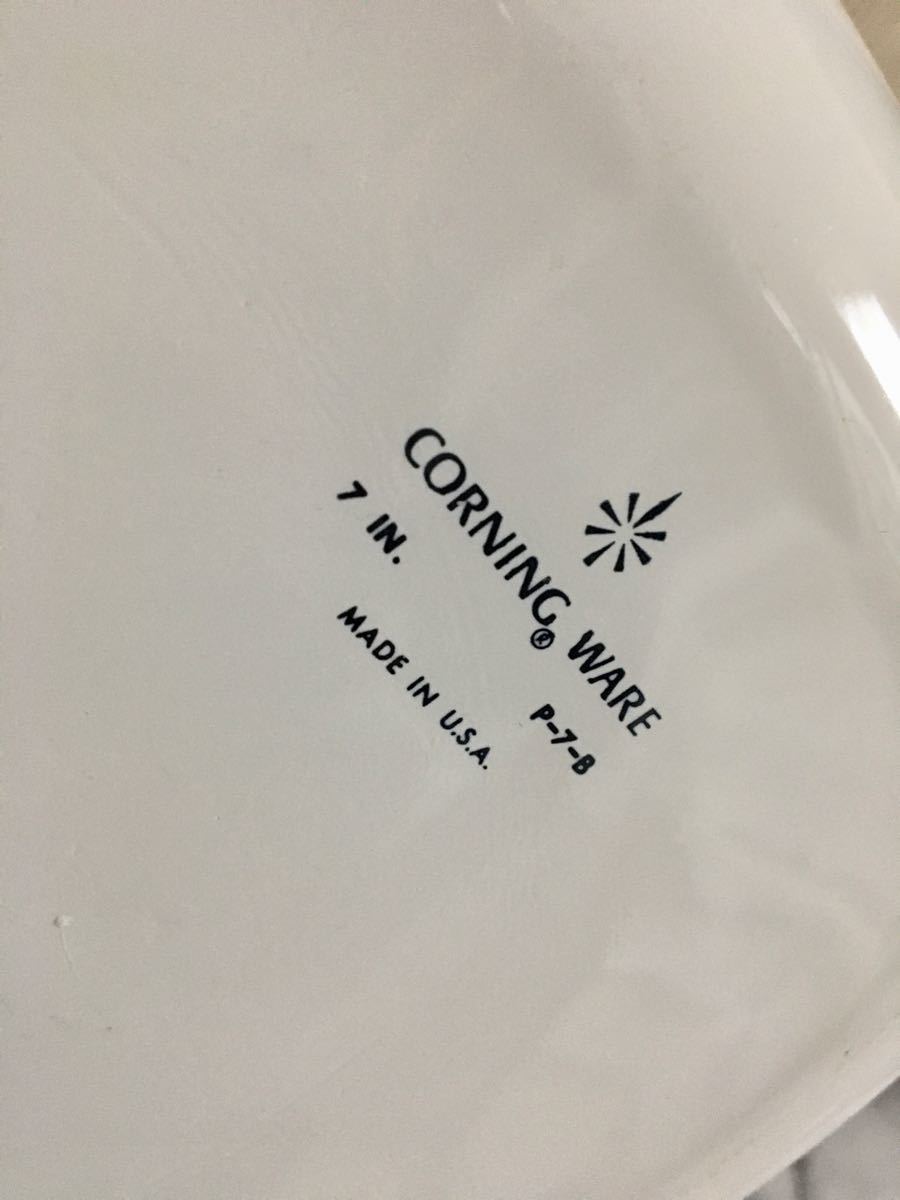 CORNING® WARE
7 IN. P-7-B
MADE IN U.S.A.